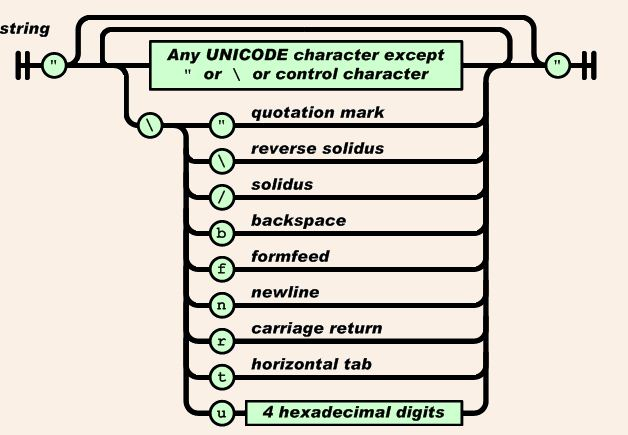 string
"
Any UNICODE character except
" or \ or control character
"
\
" quotation mark
\ reverse solidus
/ solidus
b backspace
f formfeed
n newline
r carriage return
t horizontal tab
u 4 hexadecimal digits